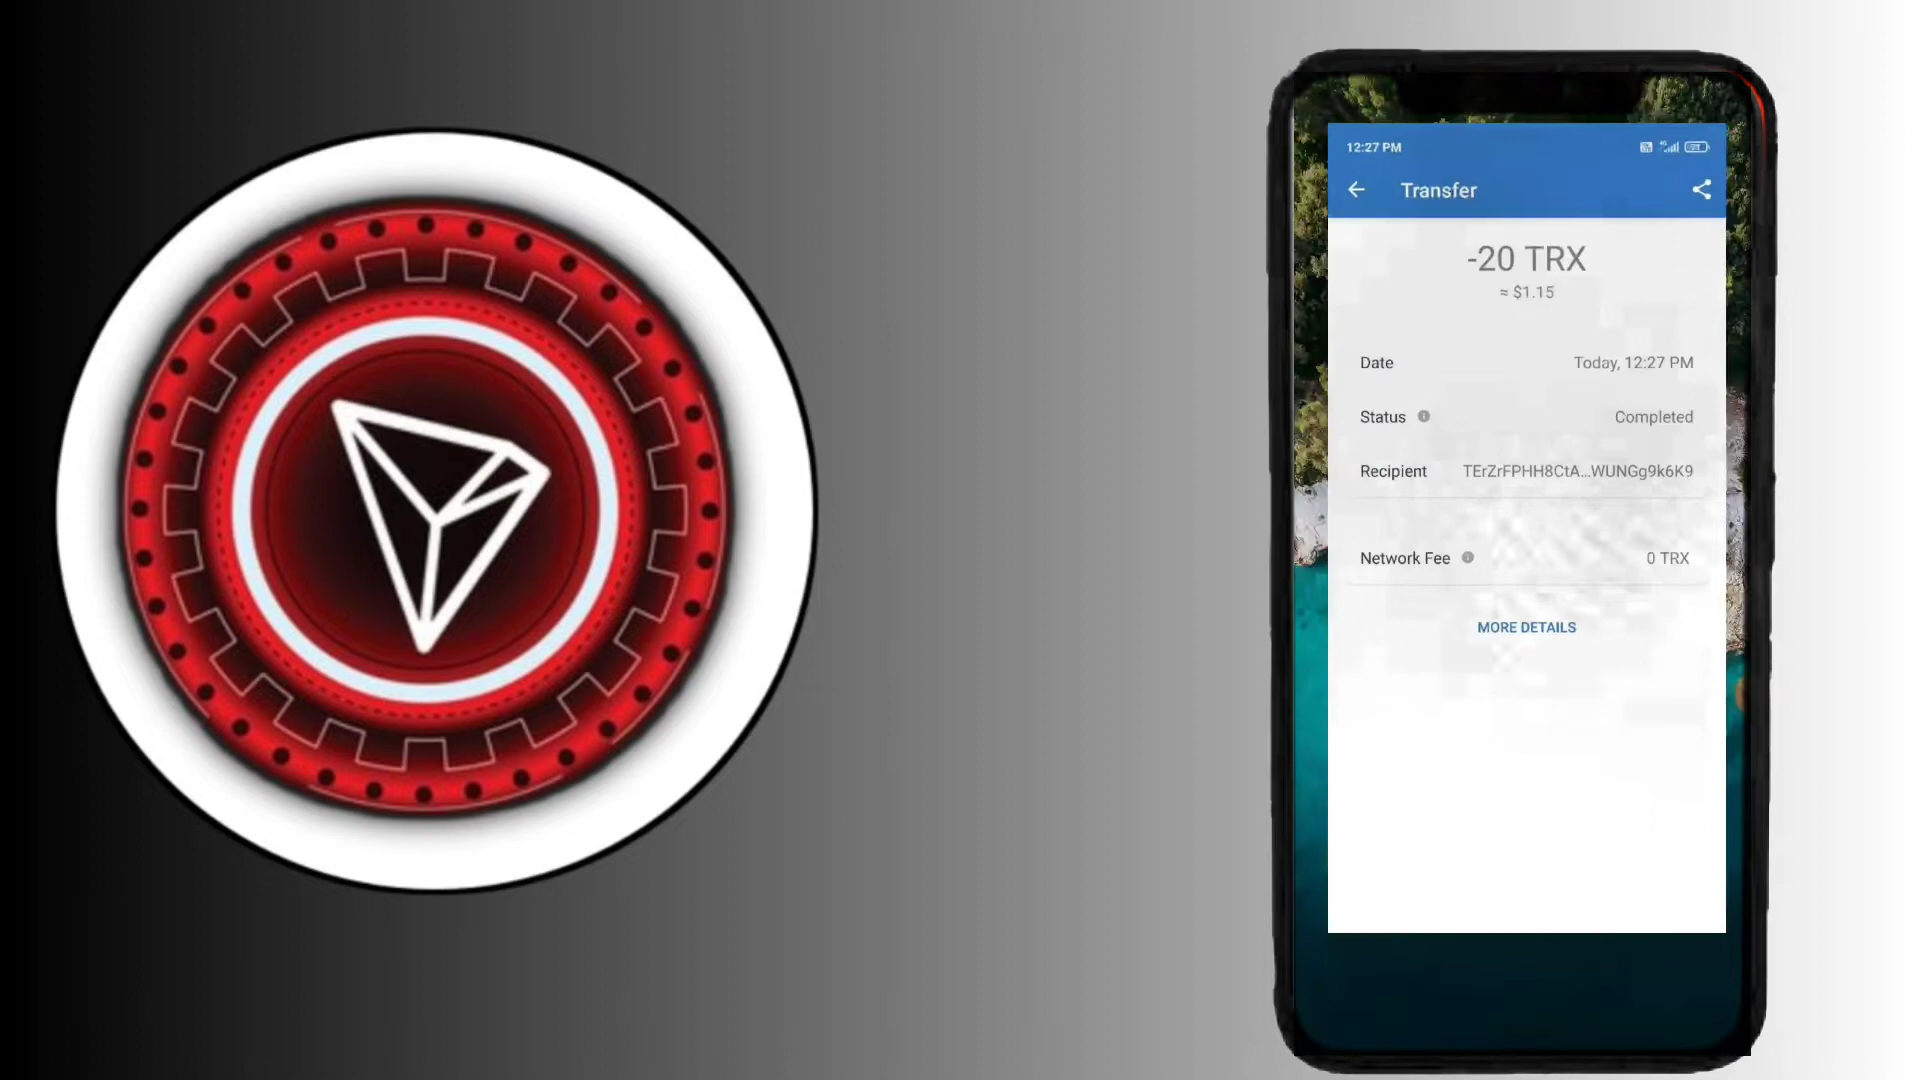 12:27 PM
Transfer
-20 TRX
≈ $1.15
Date Today, 12:27 PM
Status Completed
Recipient TErZrFPHH8CtA...WUNGg9k6K9
Network Fee 0 TRX
MORE DETAILS